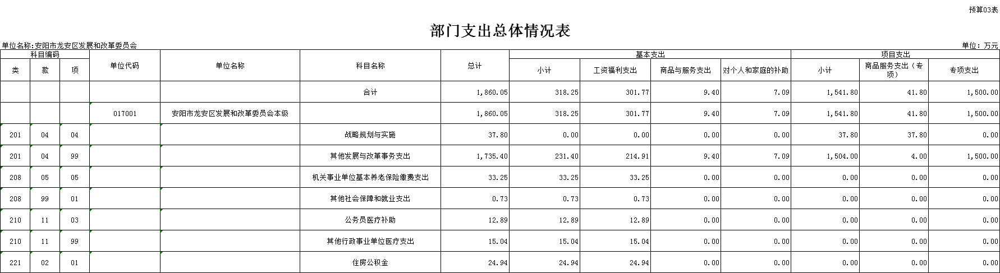 预算03表
部门支出总体情况表
单位名称:安阳市龙安区发展和改革委员会 单位：万元
科目编码 单位代码 单位名称 科目名称 总计 基本支出 项目支出
类 款 项 小计 工资福利支出 商品与服务支出 对个人和家庭的补助 小计 商品服务支出（专项） 专项支出
合计 1,860.05 318.25 301.77 9.40 7.09 1,541.80 41.80 1,500.00
017001 安阳市龙安区发展和改革委员会本级 1,860.05 318.25 301.77 9.40 7.09 1,541.80 41.80 1,500.00
201 04 04 战略规划与实施 37.80 0.00 0.00 0.00 0.00 37.80 37.80 0.00
201 04 99 其他发展与改革事务支出 1,735.40 231.40 214.91 9.40 7.09 1,504.00 4.00 1,500.00
208 05 05 机关事业单位基本养老保险缴费支出 33.25 33.25 33.25 0.00 0.00 0.00 0.00 0.00
208 99 01 其他社会保障和就业支出 0.73 0.73 0.73 0.00 0.00 0.00 0.00 0.00
210 11 03 公务员医疗补助 12.89 12.89 12.89 0.00 0.00 0.00 0.00 0.00
210 11 99 其他行政事业单位医疗支出 15.04 15.04 15.04 0.00 0.00 0.00 0.00 0.00
221 02 01 住房公积金 24.94 24.94 24.94 0.00 0.00 0.00 0.00 0.00